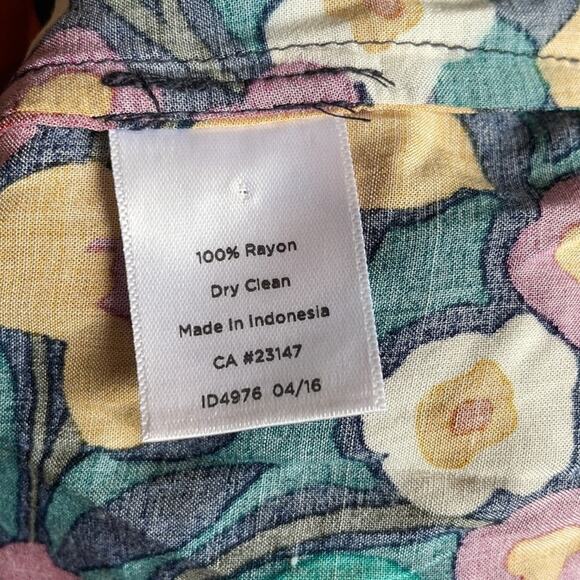 100% Rayon
Dry Clean
Made In Indonesia
CA #23147
ID4976 04/16